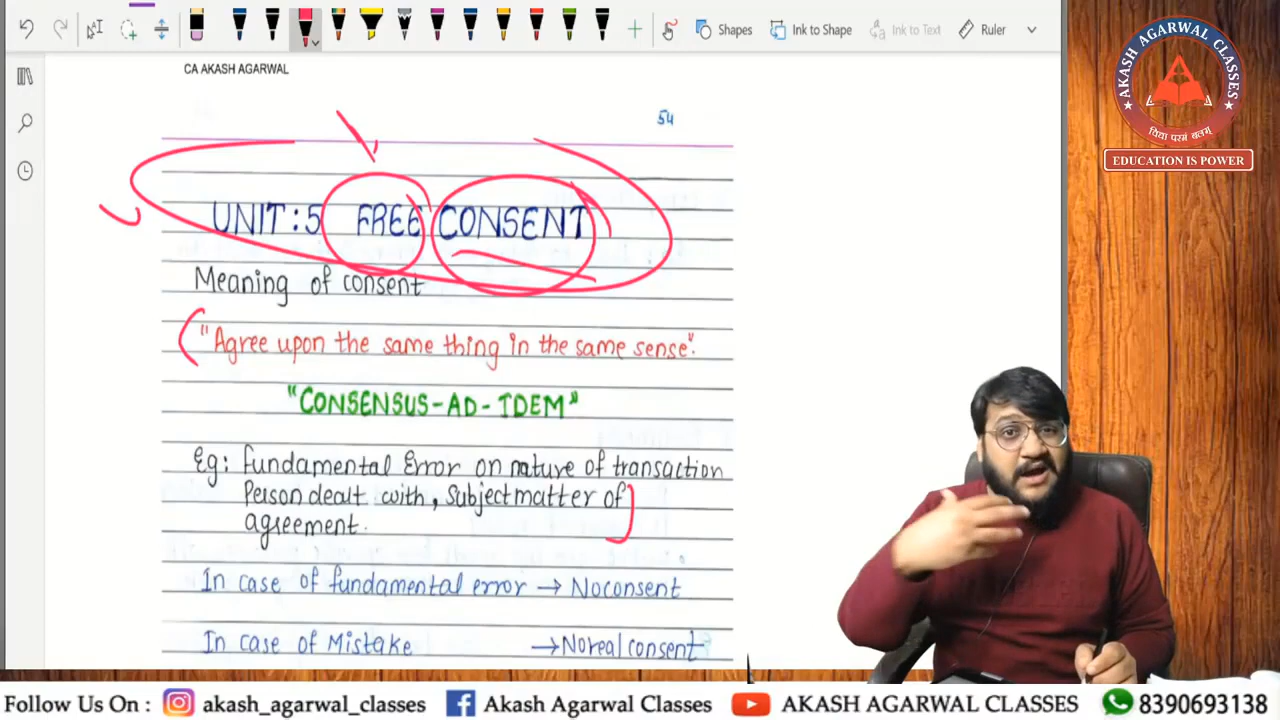 Shapes
Ink to Shape
Ink to Text
Ruler
CA AKASH AGARWAL
54
UNIT:5 FREE CONSENT
Meaning of consent
"Agree upon the same thing in the same sense".
"CONSENSUS-AD-IDEM"
Eg: Fundamental Error on nature of transaction
Person dealt with, Subject matter of
agreement.
In case of fundamental error → No consent
In case of Mistake → No real consent
AKASH AGARWAL CLASSES
विद्या परमं बलम्
EDUCATION IS POWER
Follow Us On : akash_agarwal_classes Akash Agarwal Classes AKASH AGARWAL CLASSES 8390693138